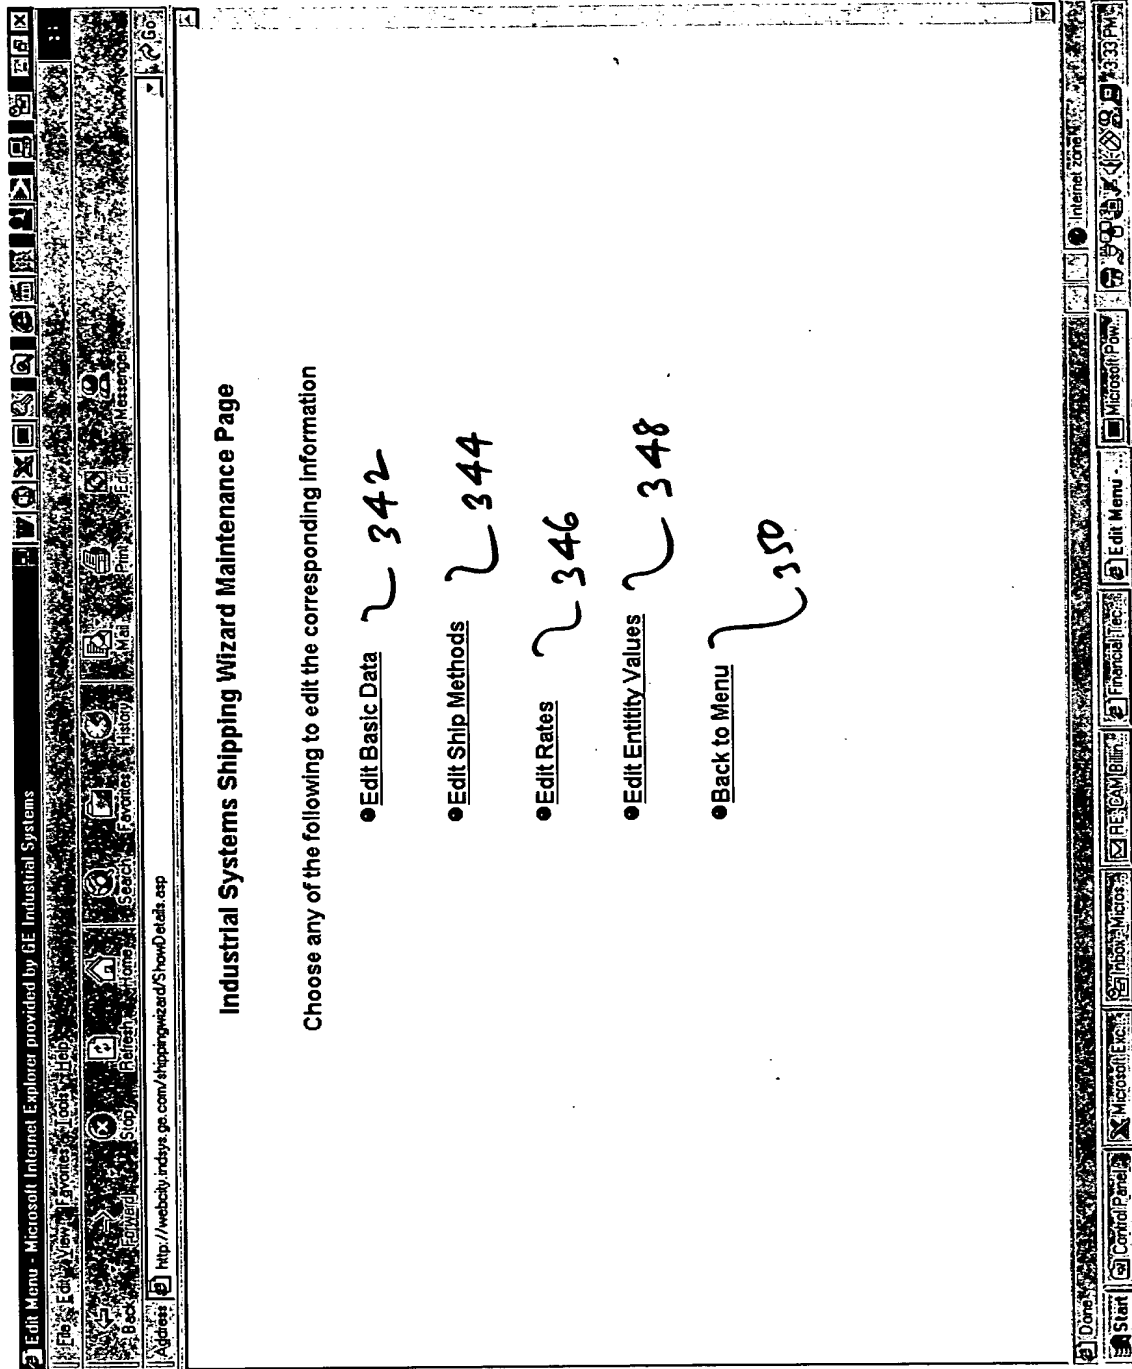 Edit Menu - Microsoft Internet Explorer provided by GE Industrial Systems
File Edit View Favorites Tools Help
Back Forward Stop Refresh Home Search Favorites History Mail Print Edit Messenger
Address http://webcity.indsys.ge.com/shippingwizard/ShowDetails.asp Go
Industrial Systems Shipping Wizard Maintenance Page
Choose any of the following to edit the corresponding information
●Edit Basic Data 342
●Edit Ship Methods 344
●Edit Rates 346
●Edit Entitity Values 348
●Back to Menu 350
Done Internet zone
Start Control Panel Microsoft Exc... Inbox - Micros... RE: CAM Billin... Financial Tec... Edit Menu -... Microsoft Pow... 3:33 PM